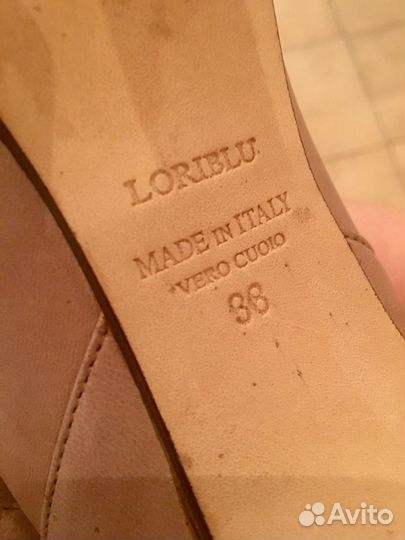 LORIBLU
MADE IN ITALY
VERO CUOIO
38
Avito